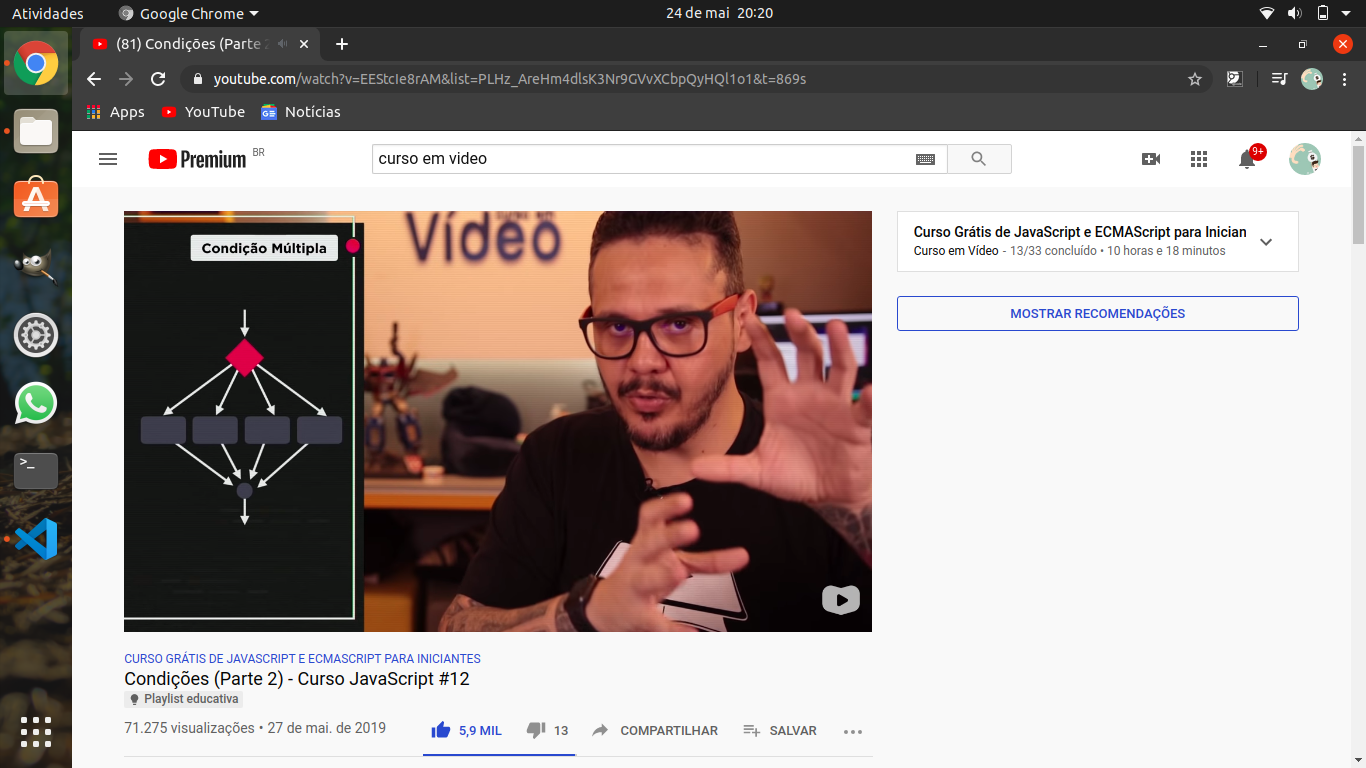 Atividades
Google Chrome
24 de mai 20:20
(81) Condições (Parte 2
youtube.com/watch?v=EEStcIe8rAM&list=PLHz_AreHm4dlsK3Nr9GVvXCbpQyHQl1o1&t=869s
Apps
YouTube
Notícias
Premium BR
curso em video
9+
Condição Múltipla
curso em
Vídeo
Curso Grátis de JavaScript e ECMAScript para Inician
Curso em Vídeo - 13/33 concluído • 10 horas e 18 minutos
MOSTRAR RECOMENDAÇÕES
CURSO GRÁTIS DE JAVASCRIPT E ECMASCRIPT PARA INICIANTES
Condições (Parte 2) - Curso JavaScript #12
Playlist educativa
71.275 visualizações • 27 de mai. de 2019
5,9 MIL
13
COMPARTILHAR
SALVAR